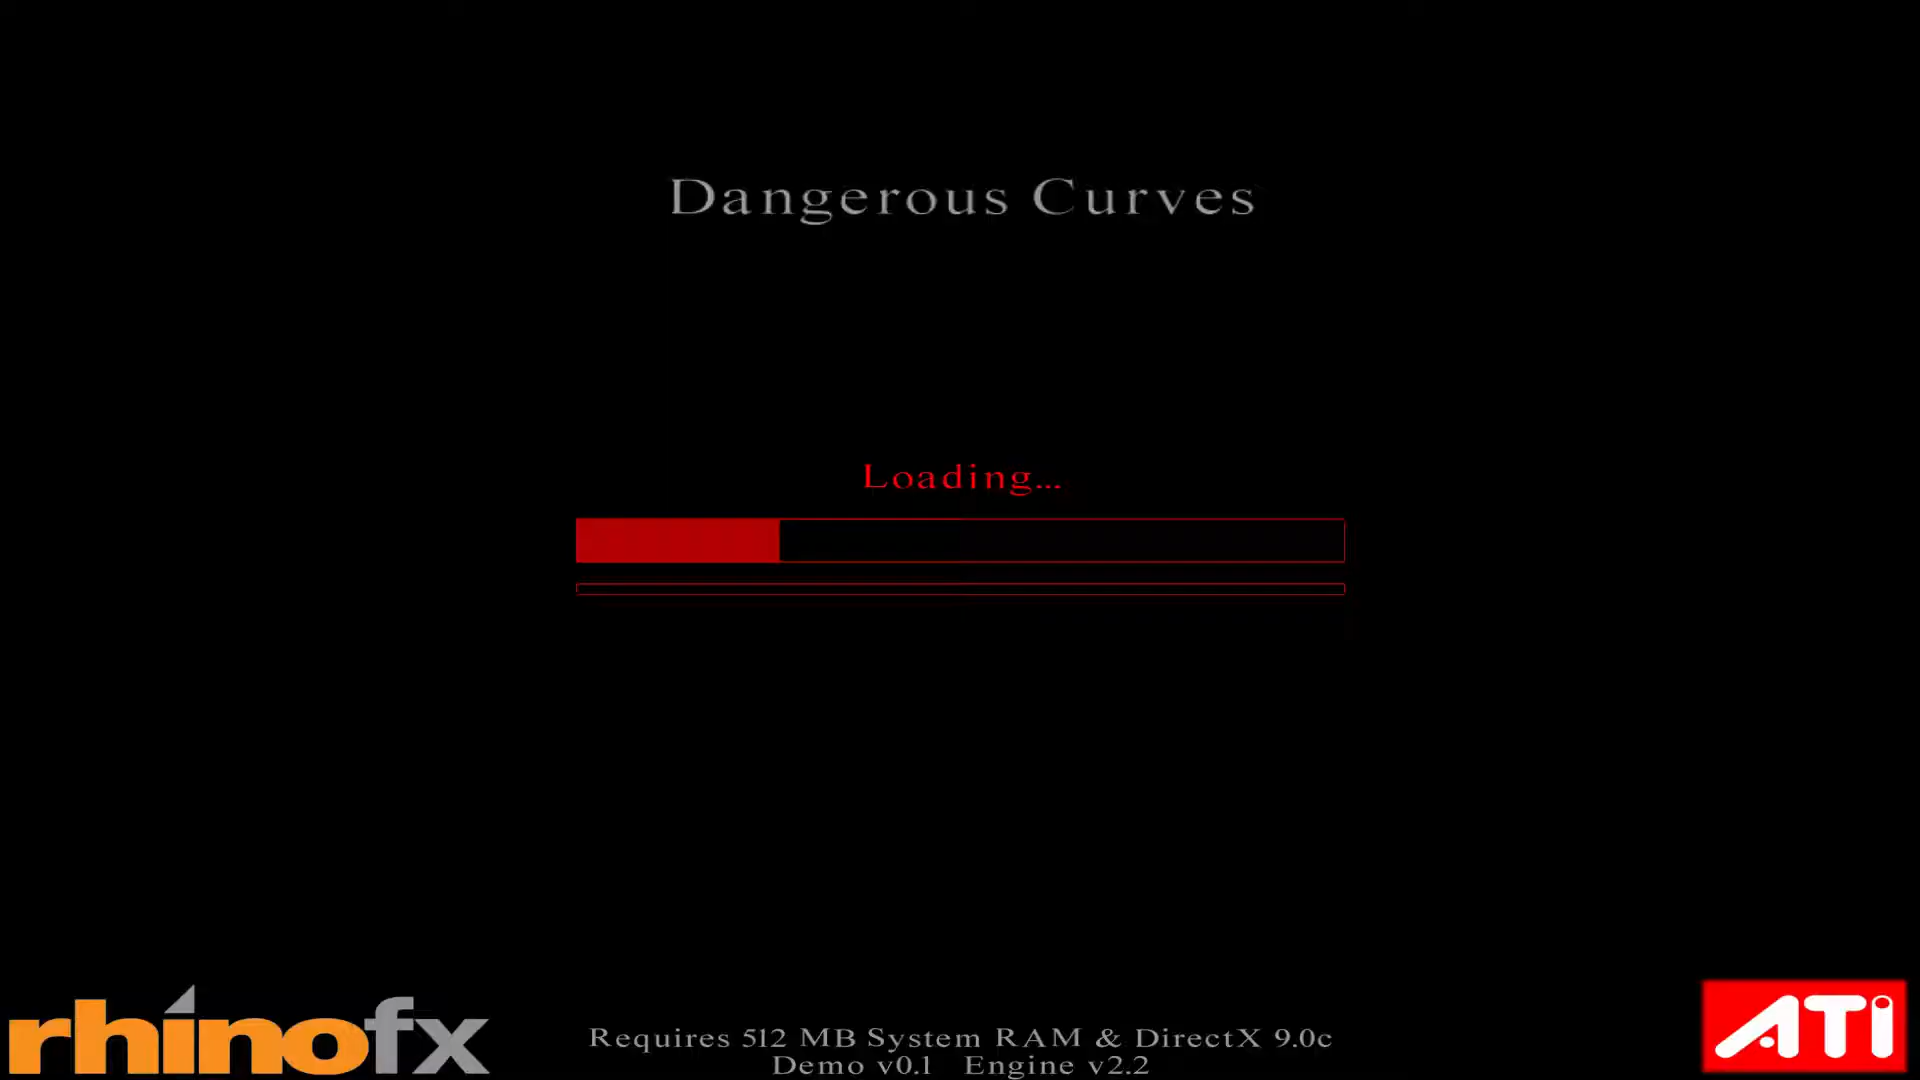 Dangerous Curves
Loading...
rhinofx
Requires 512 MB System RAM & DirectX 9.0c
Demo v0.1 Engine v2.2
ATi